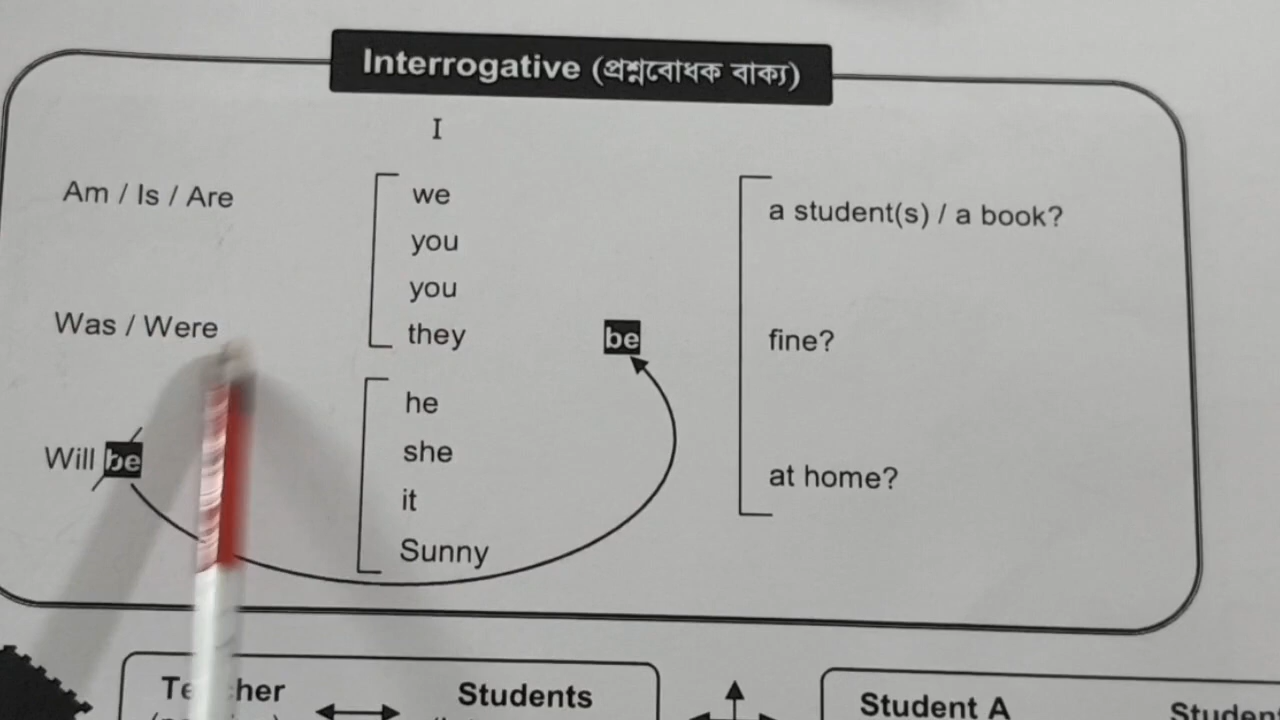 Interrogative (প্রশ্নবোধক বাক্য)
I
Am / Is / Are
we
a student(s) / a book?
you
you
Was / Were
they
be
fine?
he
Will be
she
at home?
it
Sunny
Students
Student A